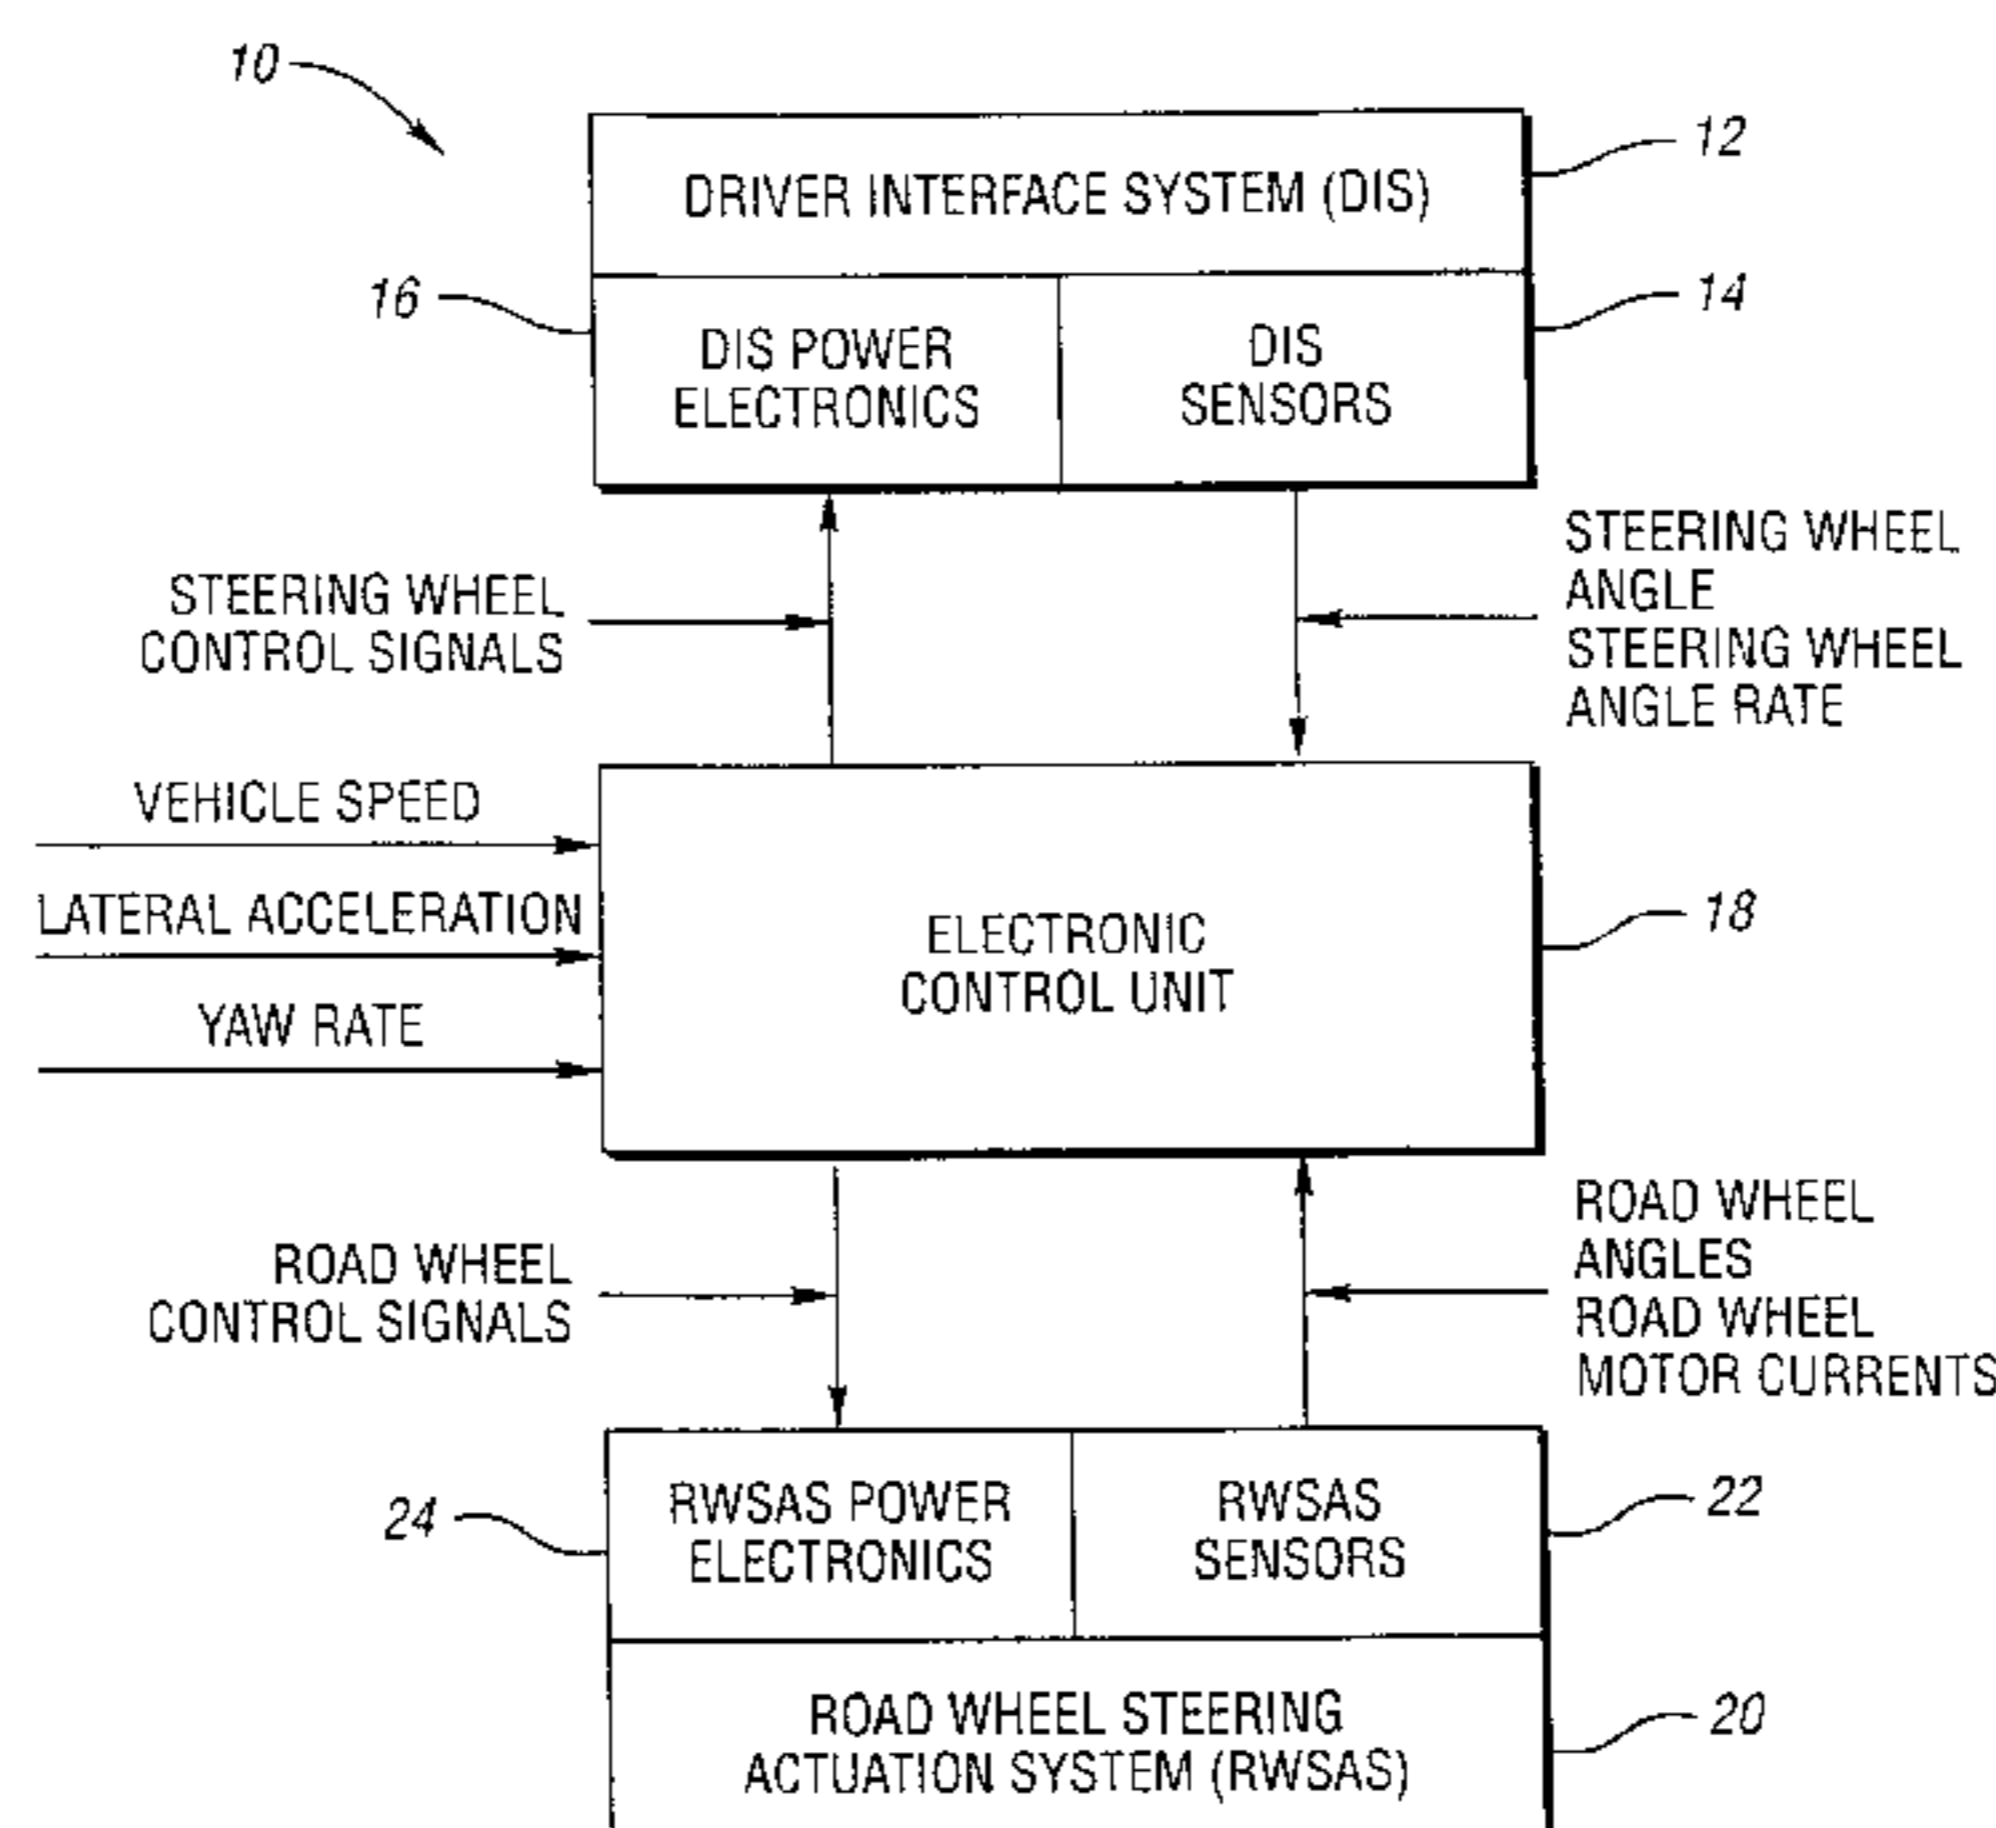 10
12
DRIVER INTERFACE SYSTEM (DIS)
16
14
DIS POWER
ELECTRONICS
DIS
SENSORS
STEERING WHEEL
CONTROL SIGNALS
STEERING WHEEL
ANGLE
STEERING WHEEL
ANGLE RATE
VEHICLE SPEED
LATERAL ACCELERATION
YAW RATE
ELECTRONIC
CONTROL UNIT
18
ROAD WHEEL
CONTROL SIGNALS
ROAD WHEEL
ANGLES
ROAD WHEEL
MOTOR CURRENTS
24
RWSAS POWER
ELECTRONICS
RWSAS
SENSORS
22
ROAD WHEEL STEERING
ACTUATION SYSTEM (RWSAS)
20